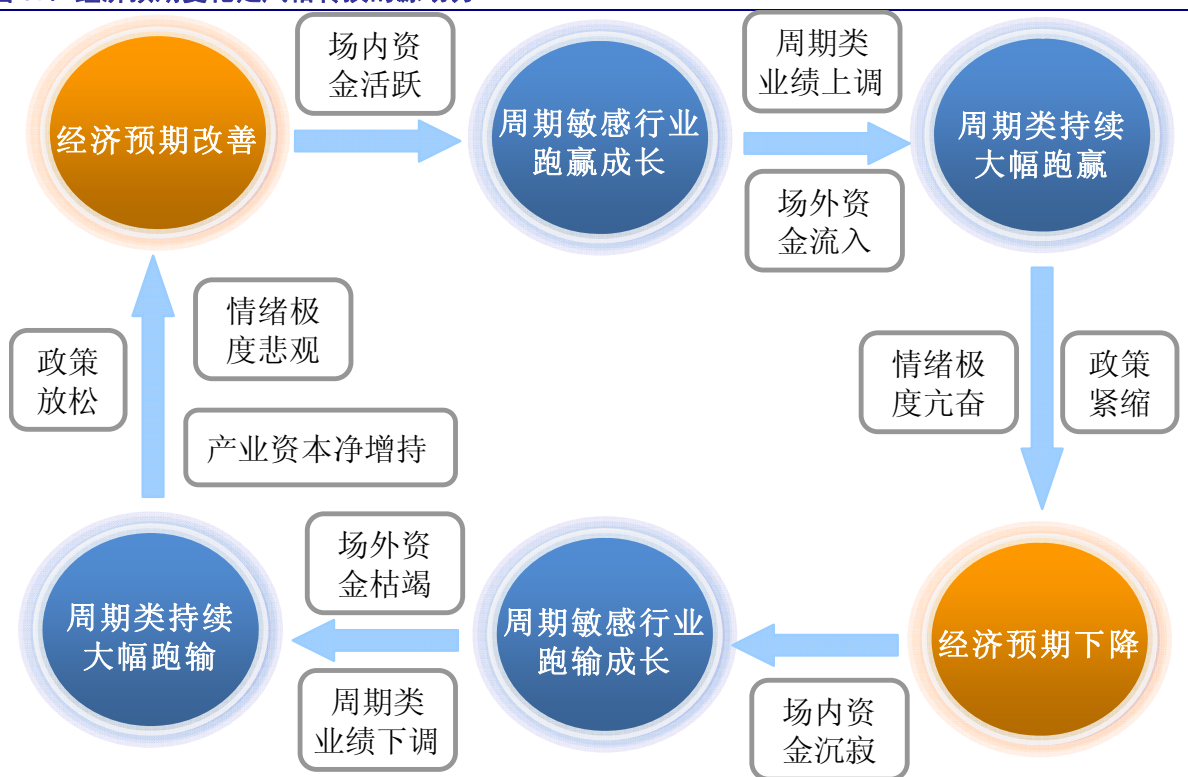 场内资
金活跃
周期类
业绩上调
经济预期改善
周期敏感行业
跑赢成长
周期类持续
大幅跑赢
场外资
金流入
情绪极
度悲观
政策
放松
情绪极
度亢奋
政策
紧缩
产业资本净增持
场外资
金枯竭
周期类持续
大幅跑输
周期敏感行业
跑输成长
经济预期下降
周期类
业绩下调
场内资
金沉寂